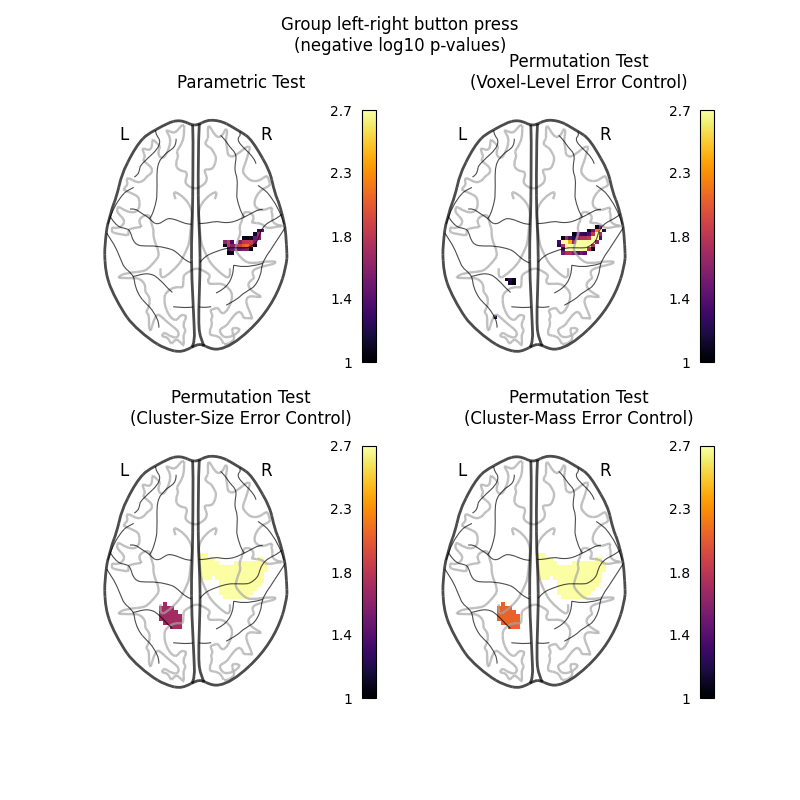 Group left-right button press
(negative log10 p-values)
Parametric Test
Permutation Test
(Voxel-Level Error Control)
L
R
2.7
2.3
1.8
1.4
1
L
R
2.7
2.3
1.8
1.4
1
Permutation Test
(Cluster-Size Error Control)
Permutation Test
(Cluster-Mass Error Control)
L
R
2.7
2.3
1.8
1.4
1
L
R
2.7
2.3
1.8
1.4
1